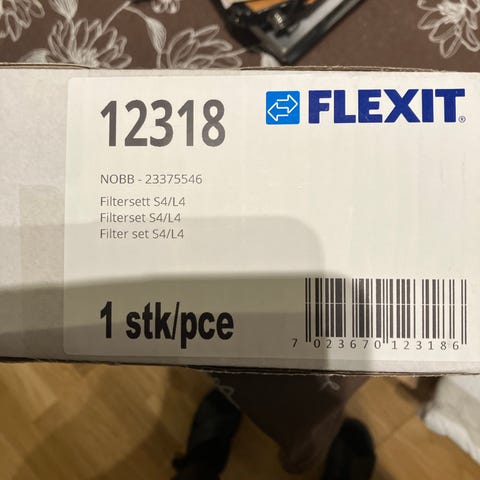 12318
FLEXIT®
NOBB - 23375546
Filtersett S4/L4
Filterset S4/L4
Filter set S4/L4
1 stk/pce
7 023670 123186